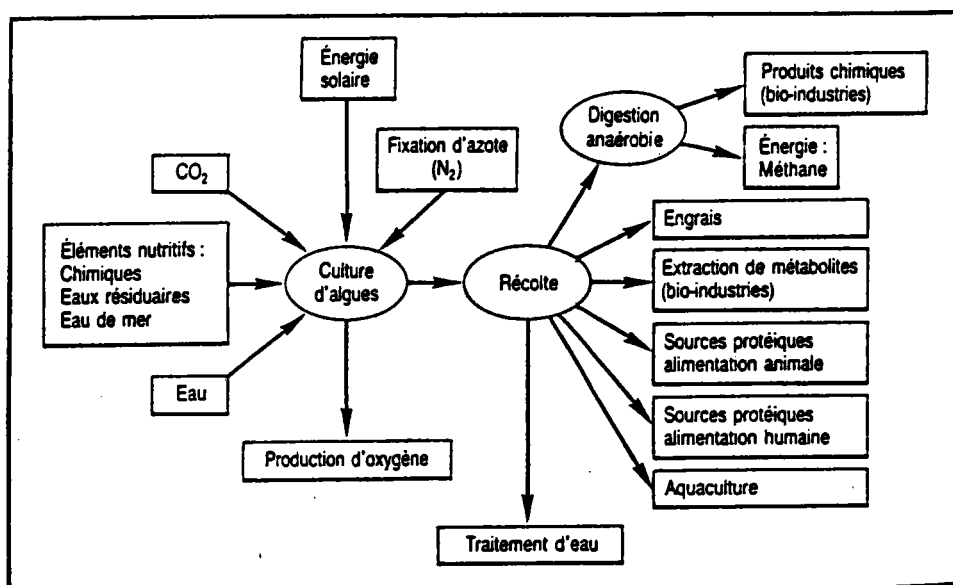 Énergie
solaire
Fixation d'azote
(N₂)
CO₂
Éléments nutritifs :
Chimiques
Eaux résiduaires
Eau de mer
Eau
Culture
d'algues
Production d'oxygène
Récolte
Digestion
anaérobie
Produits chimiques
(bio-industries)
Énergie :
Méthane
Engrais
Extraction de métabolites
(bio-industries)
Sources protéiques
alimentation animale
Sources protéiques
alimentation humaine
Aquaculture
Traitement d'eau